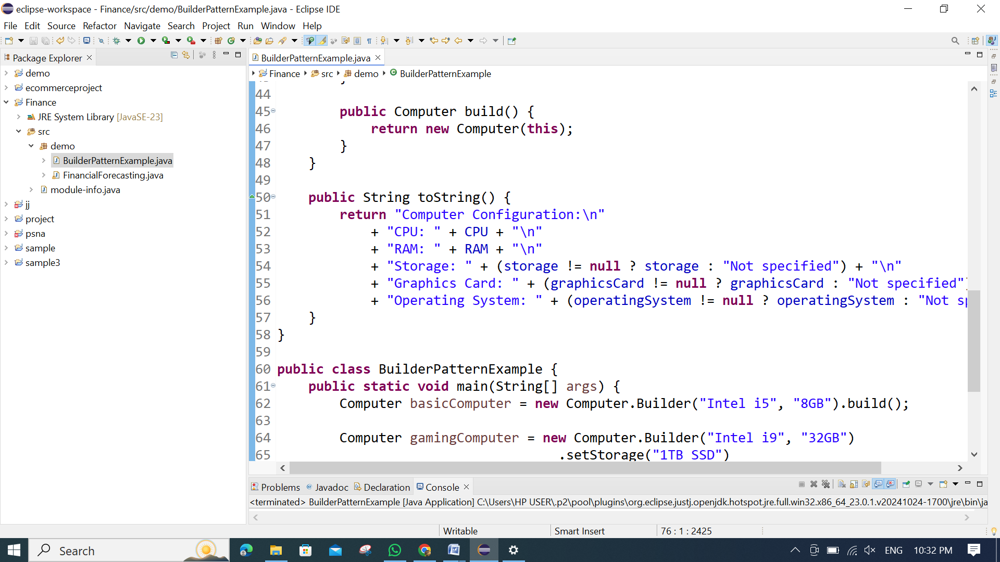 eclipse-workspace - Finance/src/demo/BuilderPatternExample.java - Eclipse IDE
File Edit Source Refactor Navigate Search Project Run Window Help
Package Explorer
demo
ecommerceproject
Finance
JRE System Library [JavaSE-23]
src
demo
BuilderPatternExample.java
FinancialForecasting.java
module-info.java
jj
project
psna
sample
sample3
BuilderPatternExample.java
Finance src demo BuilderPatternExample
44
45 public Computer build() {
46 return new Computer(this);
47 }
48 }
49
50 public String toString() {
51 return "Computer Configuration:\n"
52 + "CPU: " + CPU + "\n"
53 + "RAM: " + RAM + "\n"
54 + "Storage: " + (storage != null ? storage : "Not specified") + "\n"
55 + "Graphics Card: " + (graphicsCard != null ? graphicsCard : "Not specified"
56 + "Operating System: " + (operatingSystem != null ? operatingSystem : "Not
57 }
58 }
59
60 public class BuilderPatternExample {
61 public static void main(String[] args) {
62 Computer basicComputer = new Computer.Builder("Intel i5", "8GB").build();
63
64 Computer gamingComputer = new Computer.Builder("Intel i9", "32GB")
65 .setStorage("1TB SSD")
Problems Javadoc Declaration Console
<terminated> BuilderPatternExample [Java Application] C:\Users\HP USER\.p2\pool\plugins\org.eclipse.justj.openjdk.hotspot.jre.full.win32.x86_64_23.0.1.v20241024-1700\jre\bin\ja
Writable Smart Insert 76 : 1 : 2425
Search ENG 10:32 PM